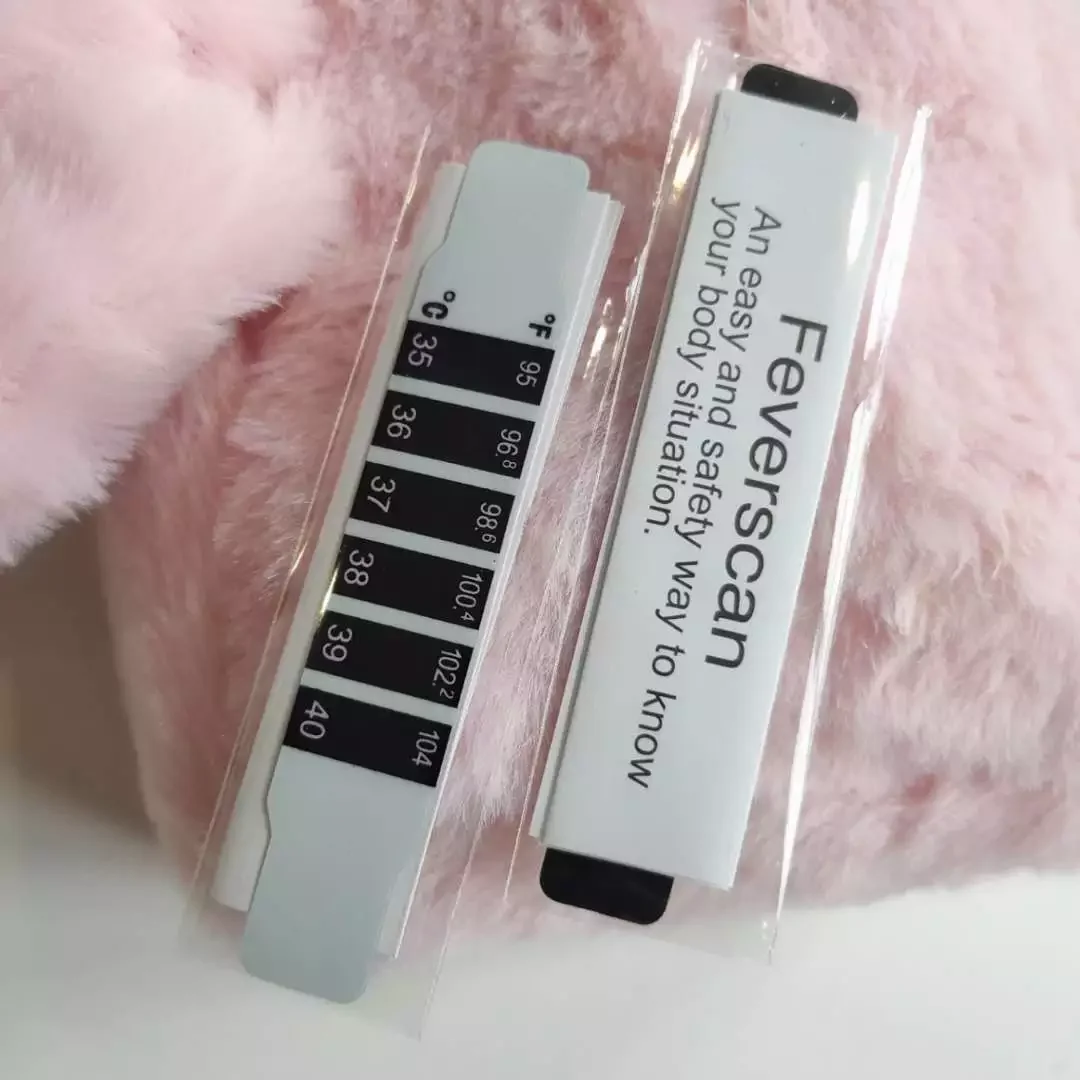 °C °F
35 95
36 96.8
37 98.6
38 100.4
39 102.2
40 104
Feverscan
An easy and safety way to know
your body situation.